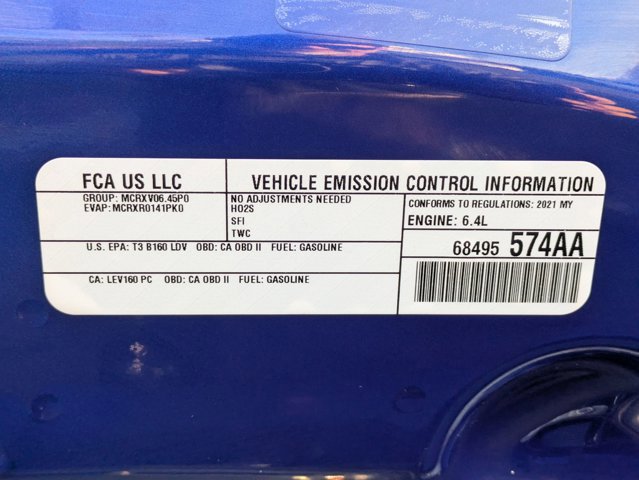 FCA US LLC
VEHICLE EMISSION CONTROL INFORMATION
GROUP: MCRXV06.45P0
EVAP: MCRXR0141PK0
NO ADJUSTMENTS NEEDED
HO2S
SFI
TWC
CONFORMS TO REGULATIONS: 2021 MY
ENGINE: 6.4L
U.S. EPA: T3 B160 LDV OBD: CA OBD II FUEL: GASOLINE
68495 574AA
CA: LEV160 PC OBD: CA OBD II FUEL: GASOLINE